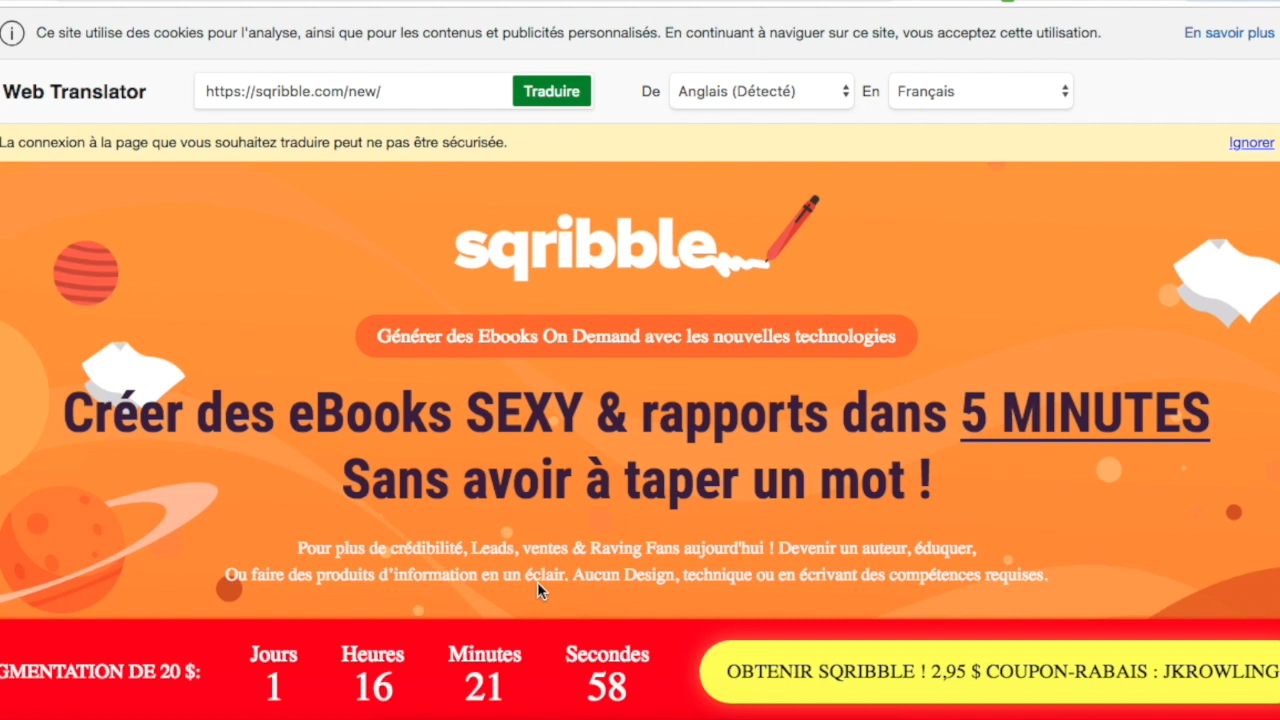 Ce site utilise des cookies pour l'analyse, ainsi que pour les contenus et publicités personnalisés. En continuant à naviguer sur ce site, vous acceptez cette utilisation. En savoir plus
Web Translator https://sqribble.com/new/ Traduire De Anglais (Détecté) En Français
La connexion à la page que vous souhaitez traduire peut ne pas être sécurisée. Ignorer
sqribble
Générer des Ebooks On Demand avec les nouvelles technologies
Créer des eBooks SEXY & rapports dans 5 MINUTES
Sans avoir à taper un mot !
Pour plus de crédibilité, Leads, ventes & Raving Fans aujourd'hui ! Devenir un auteur, éduquer,
Ou faire des produits d'information en un éclair. Aucun Design, technique ou en écrivant des compétences requises.
GMENTATION DE 20 $:
Jours Heures Minutes Secondes
1 16 21 58
OBTENIR SQRIBBLE ! 2,95 $ COUPON-RABAIS : JKROWLING